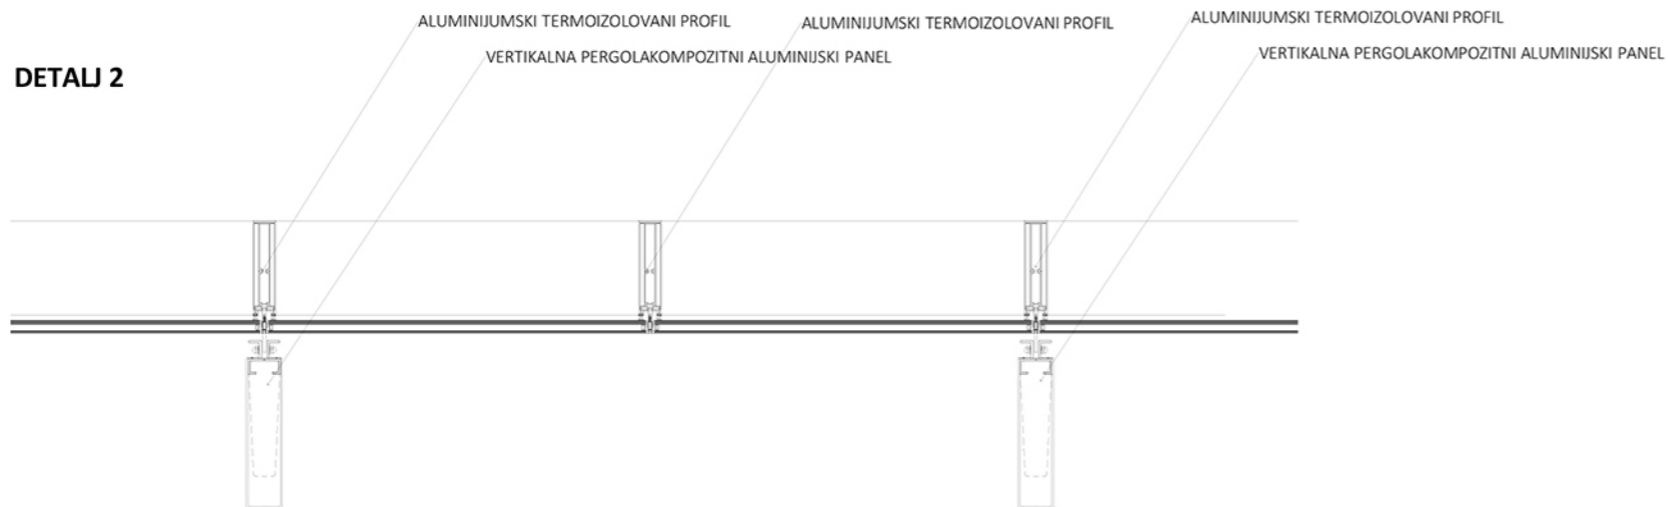 ALUMINIJUMSKI TERMOIZOLOVANI PROFIL
ALUMINIJUMSKI TERMOIZOLOVANI PROFIL
ALUMINIJUMSKI TERMOIZOLOVANI PROFIL
VERTIKALNA PERGOLAKOMPOZITNI ALUMINIJSKI PANEL
VERTIKALNA PERGOLAKOMPOZITNI ALUMINIJSKI PANEL
DETALJ 2